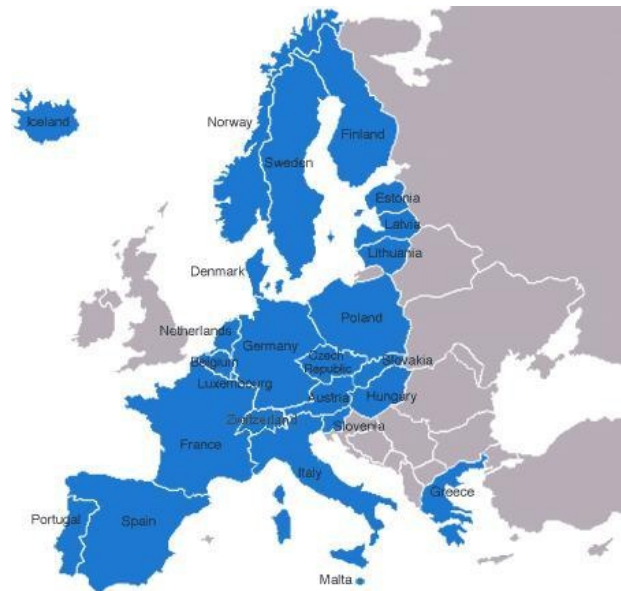 Iceland
Norway
Finland
Sweden
Estonia
Latvia
Lithuania
Denmark
Poland
Netherlands
Germany
Belgium
Czech
Republic
Slovakia
Luxembourg
Austria
Hungary
Zwitzerland
Slovenia
France
Italy
Greece
Portugal
Spain
Malta